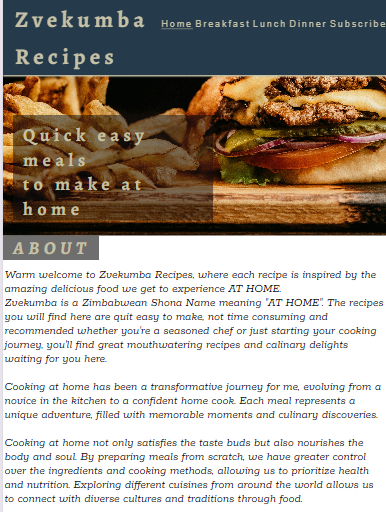 Zvekumba
Recipes
Home Breakfast Lunch Dinner Subscribe
Quick easy
meals
to make at
home
ABOUT
Warm welcome to Zvekumba Recipes, where each recipe is inspired by the
amazing delicious food we get to experience AT HOME.
Zvekumba is a Zimbabwean Shona Name meaning "AT HOME". The recipes
you will find here are quit easy to make, not time consuming and
recommended whether you're a seasoned chef or just starting your cooking
journey, you'll find great mouthwatering recipes and culinary delights
waiting for you here.
Cooking at home has been a transformative journey for me, evolving from a
novice in the kitchen to a confident home cook. Each meal represents a
unique adventure, filled with memorable moments and culinary discoveries.
Cooking at home not only satisfies the taste buds but also nourishes the
body and soul. By preparing meals from scratch, we have greater control
over the ingredients and cooking methods, allowing us to prioritize health
and nutrition. Exploring different cuisines from around the world allows us
to connect with diverse cultures and traditions through food.